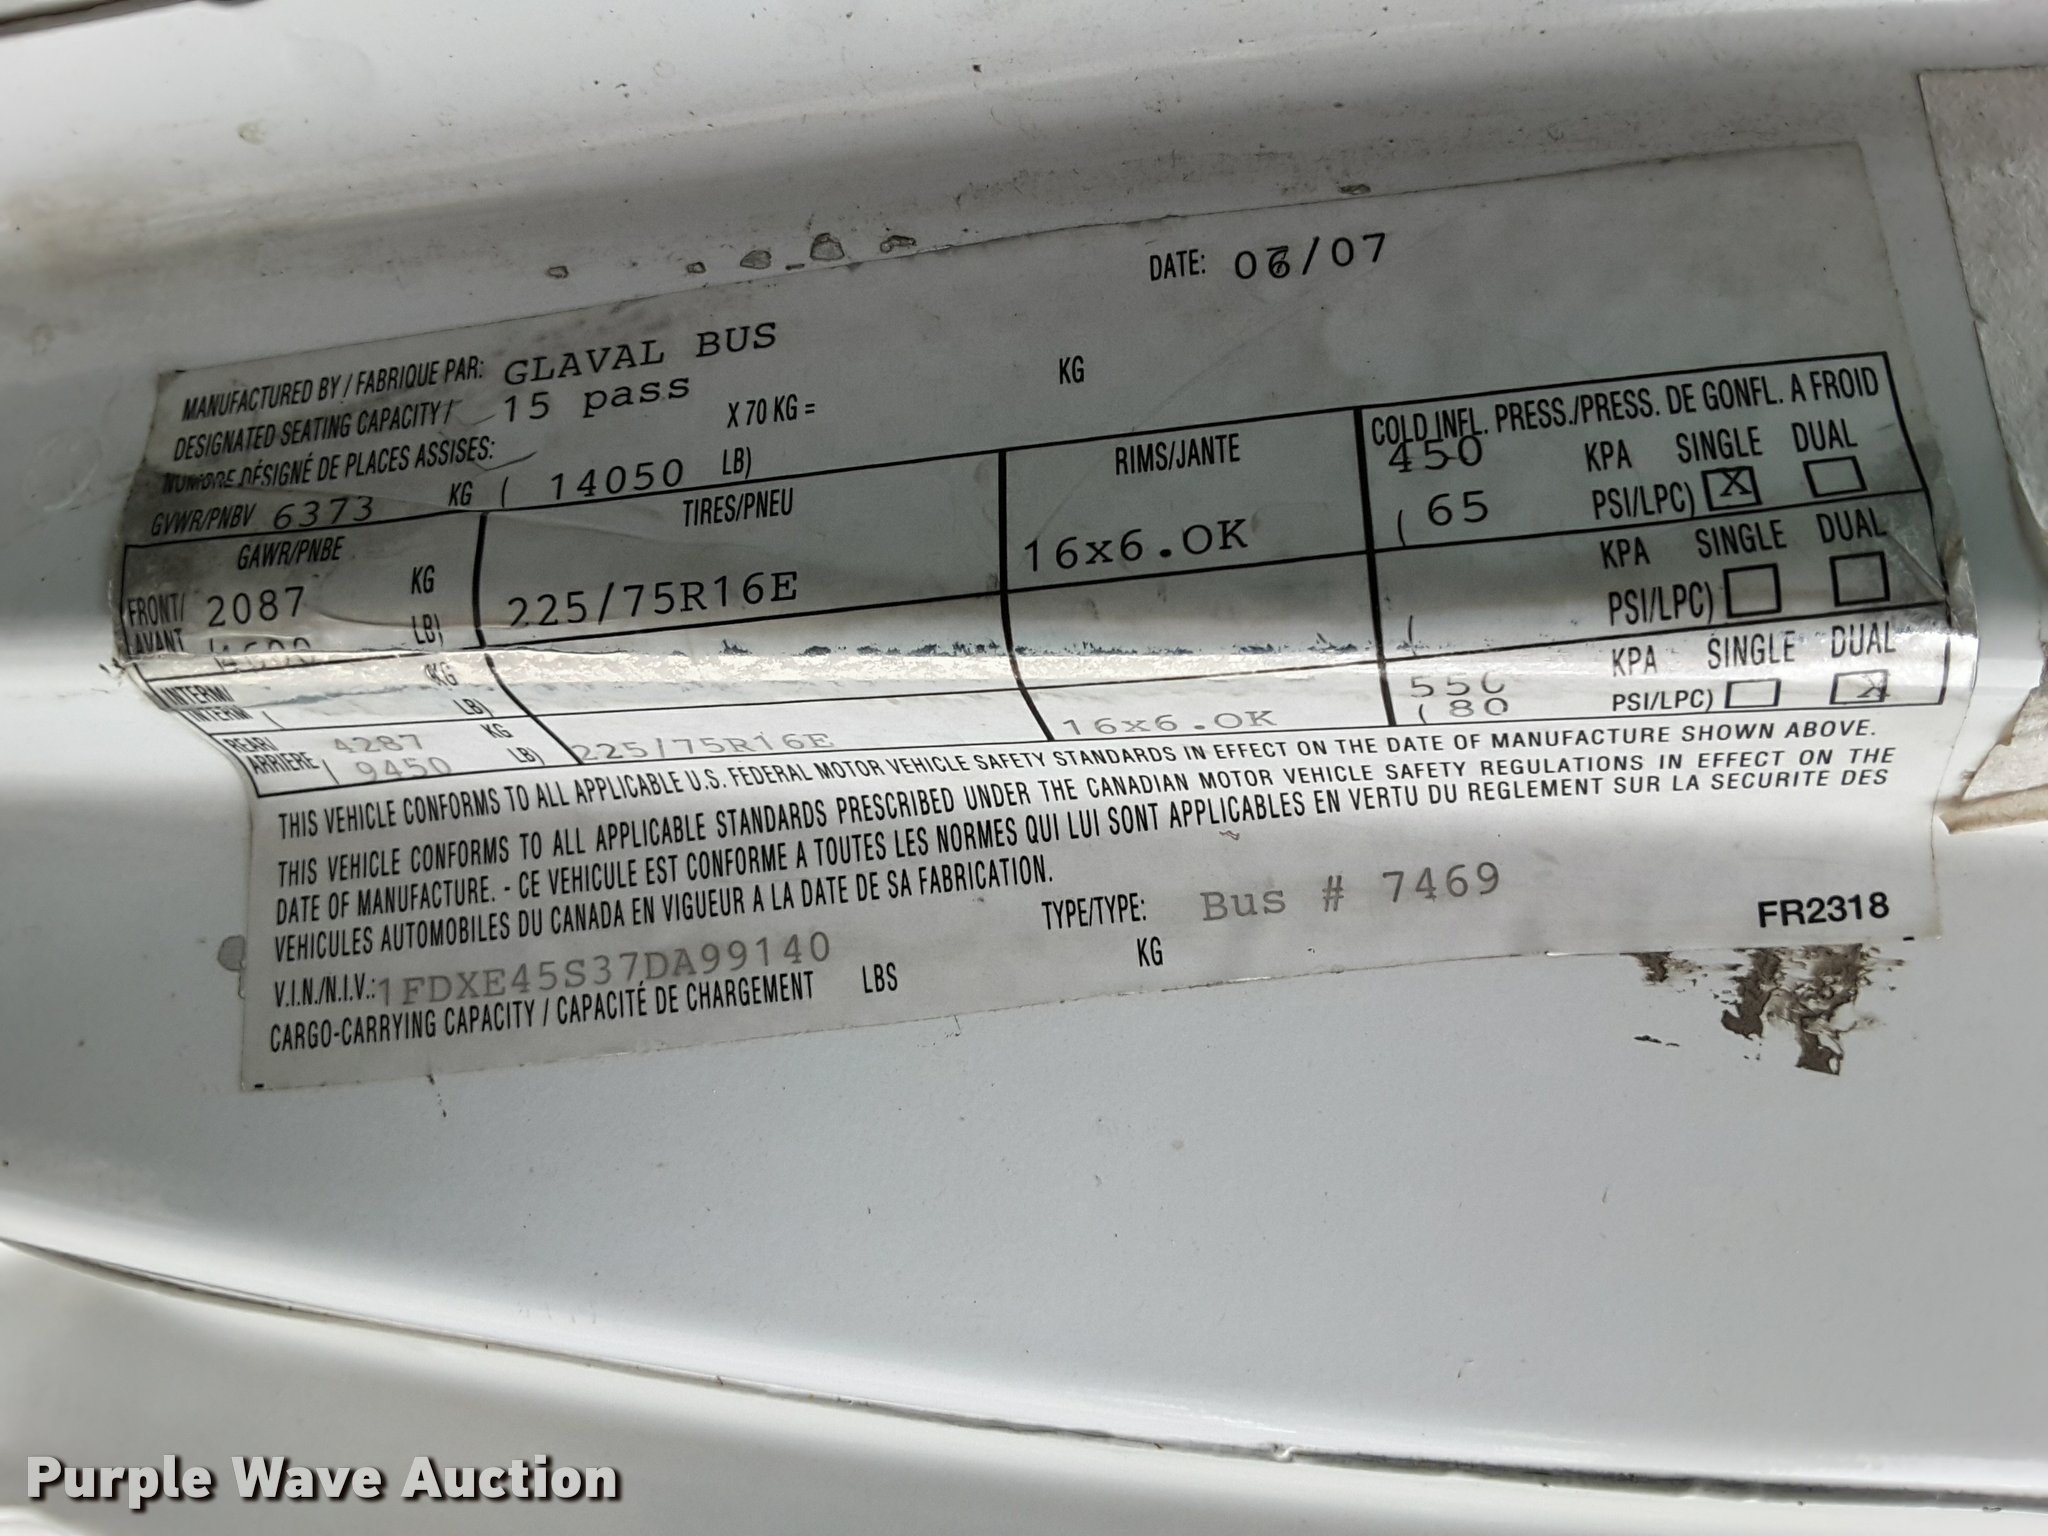 DATE: 06/07
MANUFACTURED BY / FABRIQUE PAR: GLAVAL BUS
DESIGNATED SEATING CAPACITY / 15 pass X 70 KG = KG
NOMBRE DÉSIGNÉ DE PLACES ASSISES:
GVWR/PNBV 6373 KG ( 14050 LB)
GAWR/PNBE TIRES/PNEU RIMS/JANTE COLD INFL. PRESS./PRESS. DE GONFL. A FROID
FRONT/ 2087 KG 225/75R16E 16x6.0K 450 KPA SINGLE DUAL
AVANT LB) ( 65 PSI/LPC) X
INTERM/ KG KPA SINGLE DUAL
INTERM ( LB) ( PSI/LPC)
REAR/ 4287 KG 225/75R16E 16x6.0K 550 KPA SINGLE DUAL
ARRIERE ( 9450 LB) ( 80 PSI/LPC) X
THIS VEHICLE CONFORMS TO ALL APPLICABLE U.S. FEDERAL MOTOR VEHICLE SAFETY STANDARDS IN EFFECT ON THE DATE OF MANUFACTURE SHOWN ABOVE.
THIS VEHICLE CONFORMS TO ALL APPLICABLE STANDARDS PRESCRIBED UNDER THE CANADIAN MOTOR VEHICLE SAFETY REGULATIONS IN EFFECT ON THE
DATE OF MANUFACTURE. - CE VEHICULE EST CONFORME A TOUTES LES NORMES QUI LUI SONT APPLICABLES EN VERTU DU REGLEMENT SUR LA SECURITE DES
VEHICULES AUTOMOBILES DU CANADA EN VIGUEUR A LA DATE DE SA FABRICATION.
V.I.N./N.I.V.: 1FDXE45S37DA99140 TYPE/TYPE: Bus # 7469 FR2318
CARGO-CARRYING CAPACITY / CAPACITÉ DE CHARGEMENT LBS KG
Purple Wave Auction